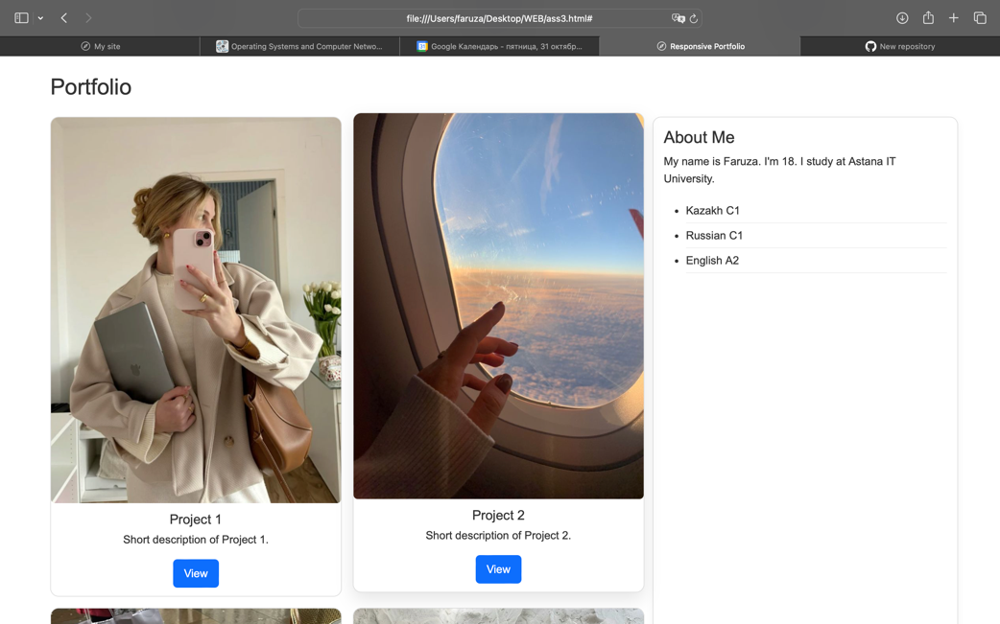 file:///Users/faruza/Desktop/WEB/ass3.html#
My site
Operating Systems and Computer Netwo...
Google Календарь – пятница, 31 октябр...
Responsive Portfolio
New repository
Portfolio
Project 1
Short description of Project 1.
View
Project 2
Short description of Project 2.
View
About Me
My name is Faruza. I'm 18. I study at Astana IT
University.
Kazakh C1
Russian C1
English A2